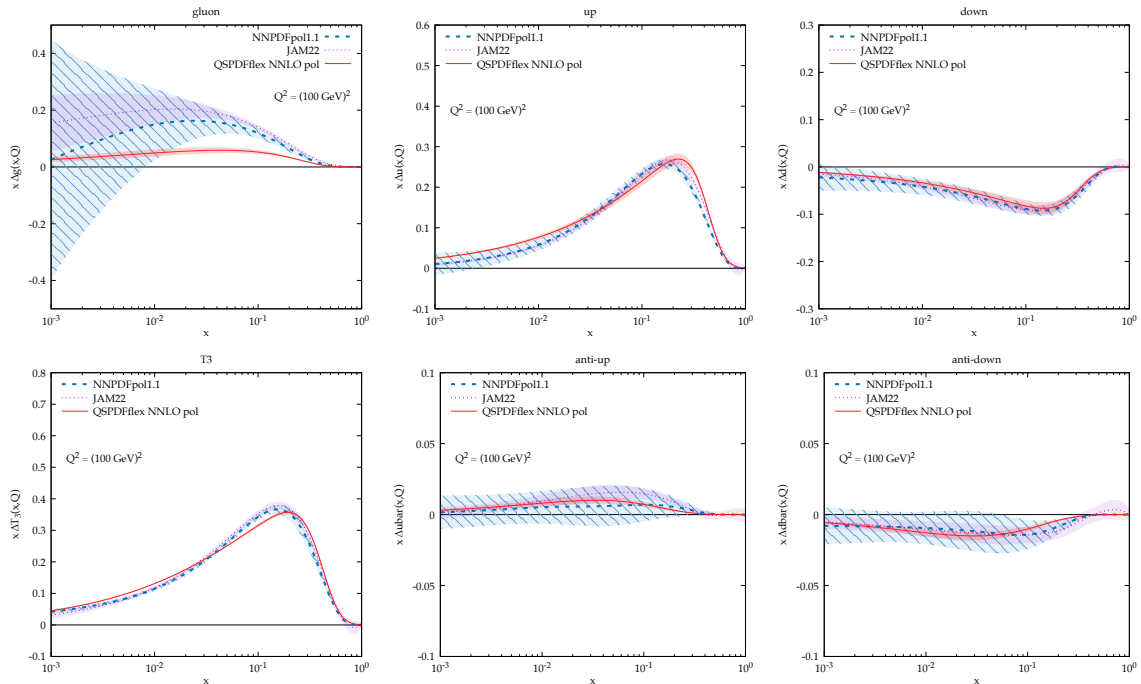 gluon
NNPDFpol1.1
JAM22
QSPDFflex NNLO pol
Q² = (100 GeV)²
x Δg(x,Q)
0.4
0.2
0
-0.2
-0.4
10⁻³ 10⁻² 10⁻¹ 10⁰
x
up
NNPDFpol1.1
JAM22
QSPDFflex NNLO pol
Q² = (100 GeV)²
x Δu(x,Q)
0.6
0.5
0.4
0.3
0.2
0.1
0
-0.1
10⁻³ 10⁻² 10⁻¹ 10⁰
x
down
NNPDFpol1.1
JAM22
QSPDFflex NNLO pol
Q² = (100 GeV)²
x Δd(x,Q)
0.3
0.2
0.1
0
-0.1
-0.2
-0.3
10⁻³ 10⁻² 10⁻¹ 10⁰
x
T3
NNPDFpol1.1
JAM22
QSPDFflex NNLO pol
Q² = (100 GeV)²
x ΔT₃(x,Q)
0.8
0.7
0.6
0.5
0.4
0.3
0.2
0.1
0
-0.1
10⁻³ 10⁻² 10⁻¹ 10⁰
x
anti-up
NNPDFpol1.1
JAM22
QSPDFflex NNLO pol
Q² = (100 GeV)²
x Δubar(x,Q)
0.1
0.05
0
-0.05
-0.1
10⁻³ 10⁻² 10⁻¹ 10⁰
x
anti-down
NNPDFpol1.1
JAM22
QSPDFflex NNLO pol
Q² = (100 GeV)²
x Δdbar(x,Q)
0.1
0.05
0
-0.05
-0.1
10⁻³ 10⁻² 10⁻¹ 10⁰
x